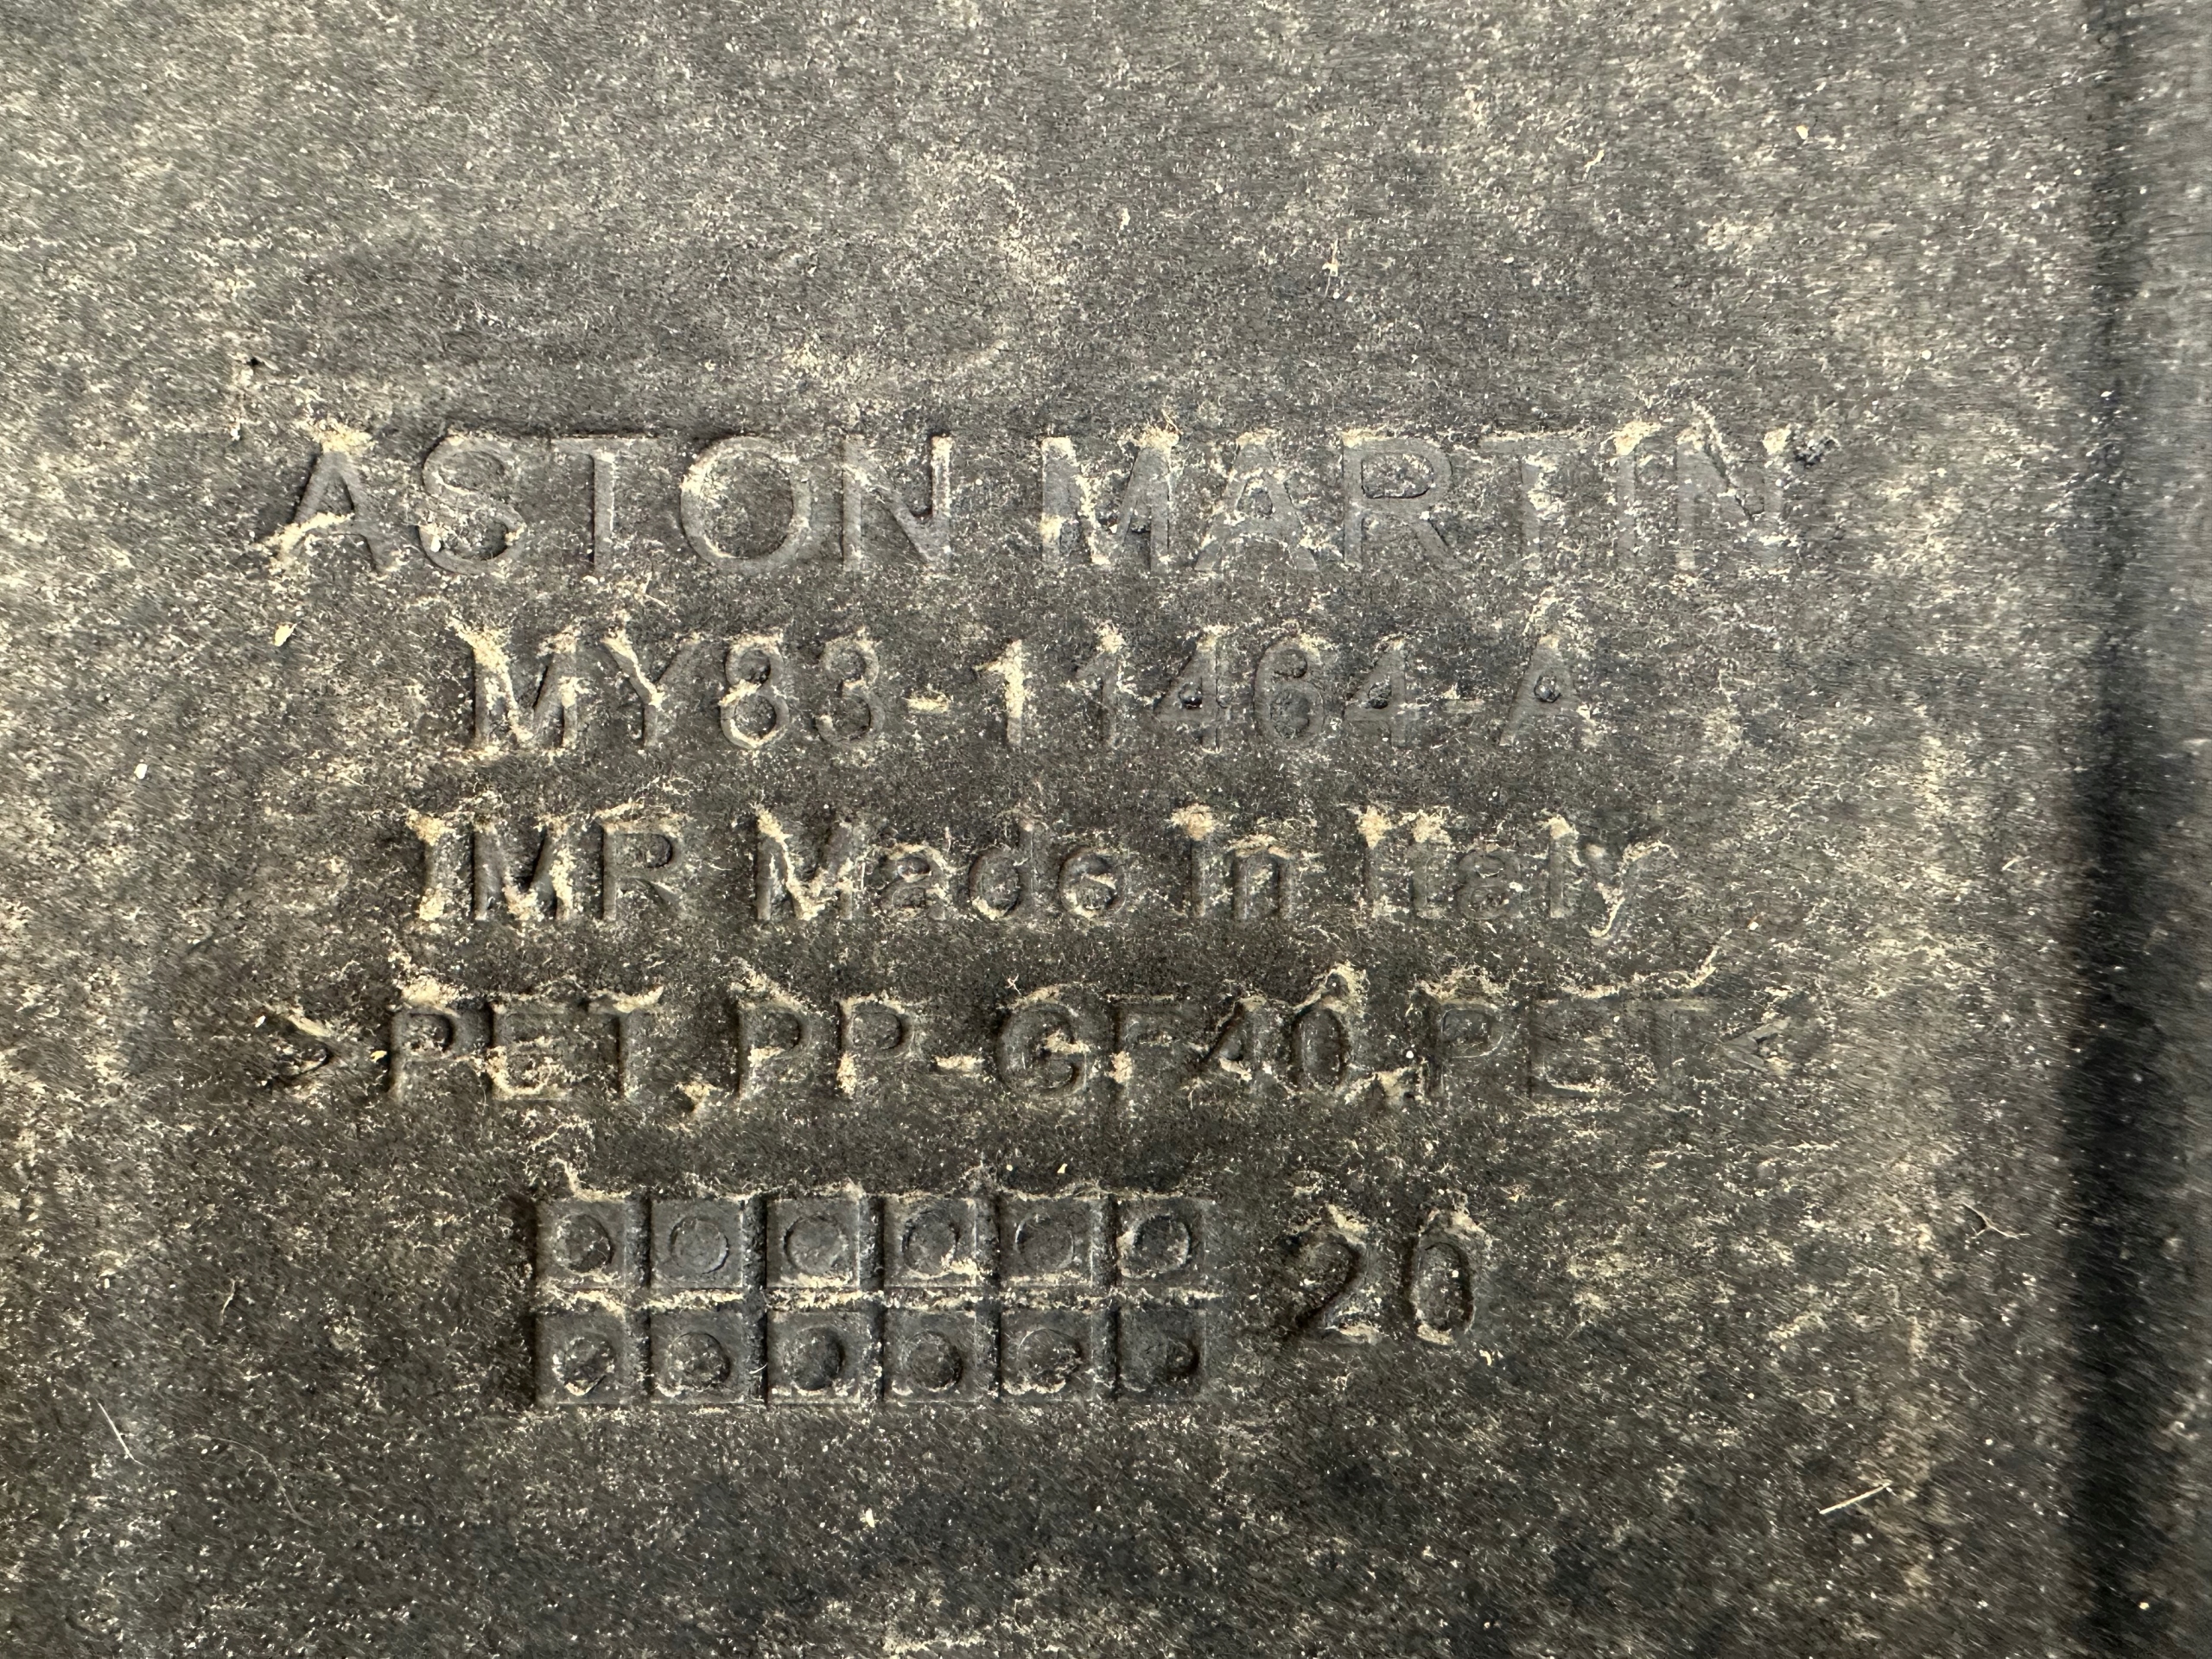 ASTON MARTIN
MY83-11464-A
IMR Made in Italy
>PET,PP-GF40,PET<
20